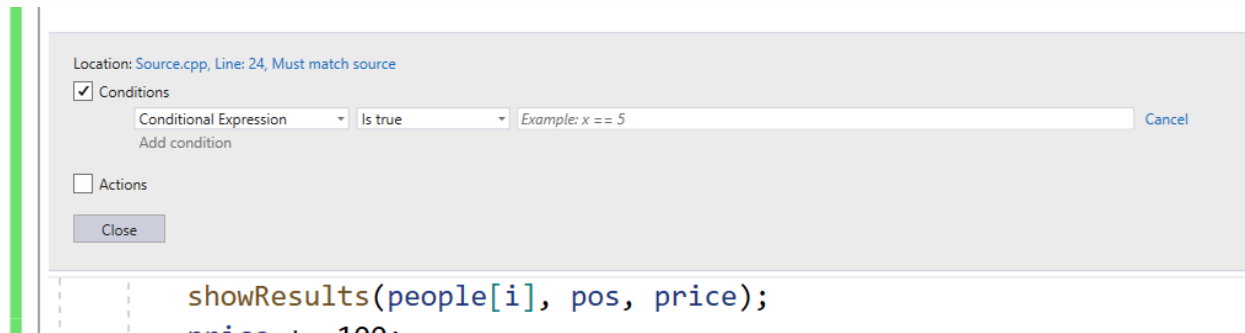 Location: Source.cpp, Line: 24, Must match source
Conditions
Conditional Expression Is true Example: x == 5 Cancel
Add condition
Actions
Close
showResults(people[i], pos, price);